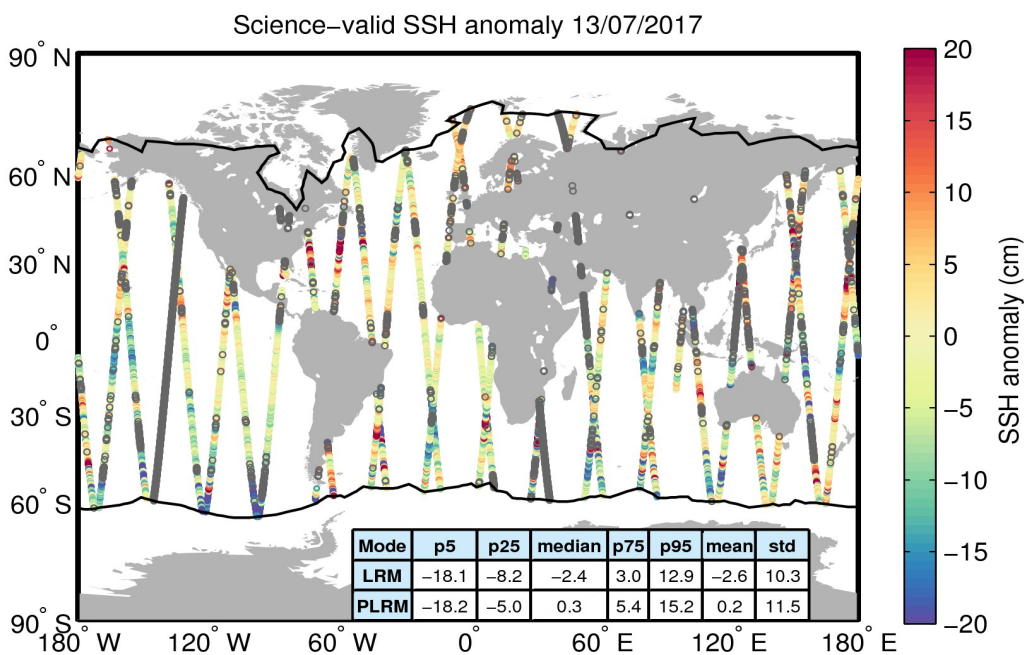 Science−valid SSH anomaly 13/07/2017
90° N
60° N
30° N
0°
30° S
60° S
90° S
180° W
120° W
60° W
0°
60° E
120° E
180° E
Mode p5 p25 median p75 p95 mean std
LRM −18.1 −8.2 −2.4 3.0 12.9 −2.6 10.3
PLRM −18.2 −5.0 0.3 5.4 15.2 0.2 11.5
20
15
10
5
0
−5
−10
−15
−20
SSH anomaly (cm)